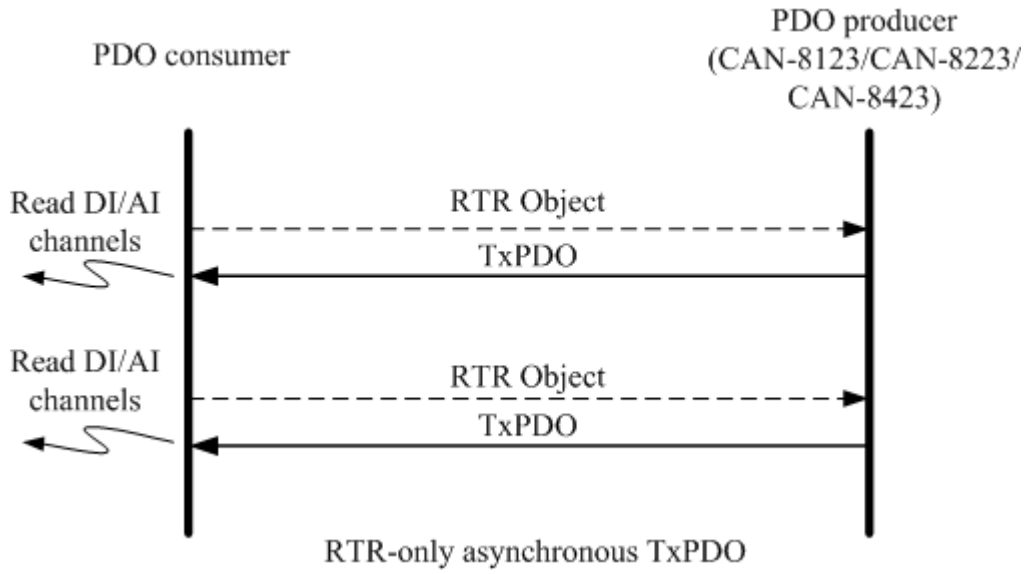 PDO consumer
PDO producer
(CAN-8123/CAN-8223/
CAN-8423)
Read DI/AI
channels
RTR Object
TxPDO
Read DI/AI
channels
RTR Object
TxPDO
RTR-only asynchronous TxPDO